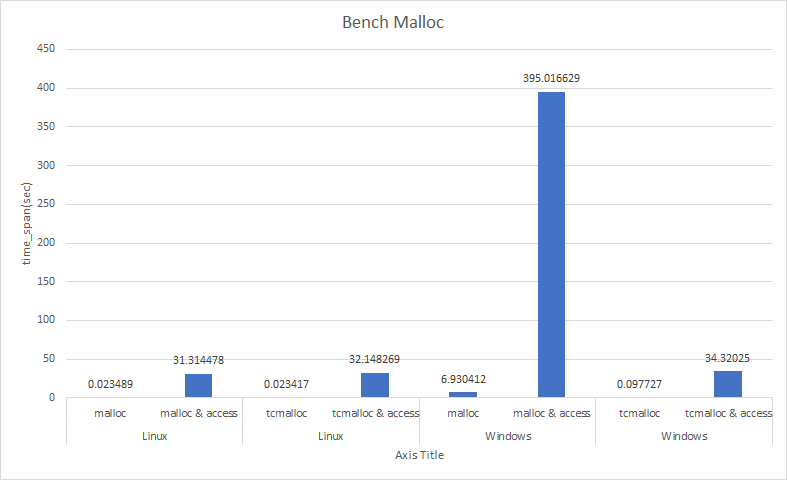 Bench Malloc
time_span(sec)
450
400
350
300
250
200
150
100
50
0
0.023489
31.314478
0.023417
32.148269
6.930412
395.016629
0.097727
34.32025
malloc
malloc & access
tcmalloc
tcmalloc & access
malloc
malloc & access
tcmalloc
tcmalloc & access
Linux
Linux
Windows
Windows
Axis Title